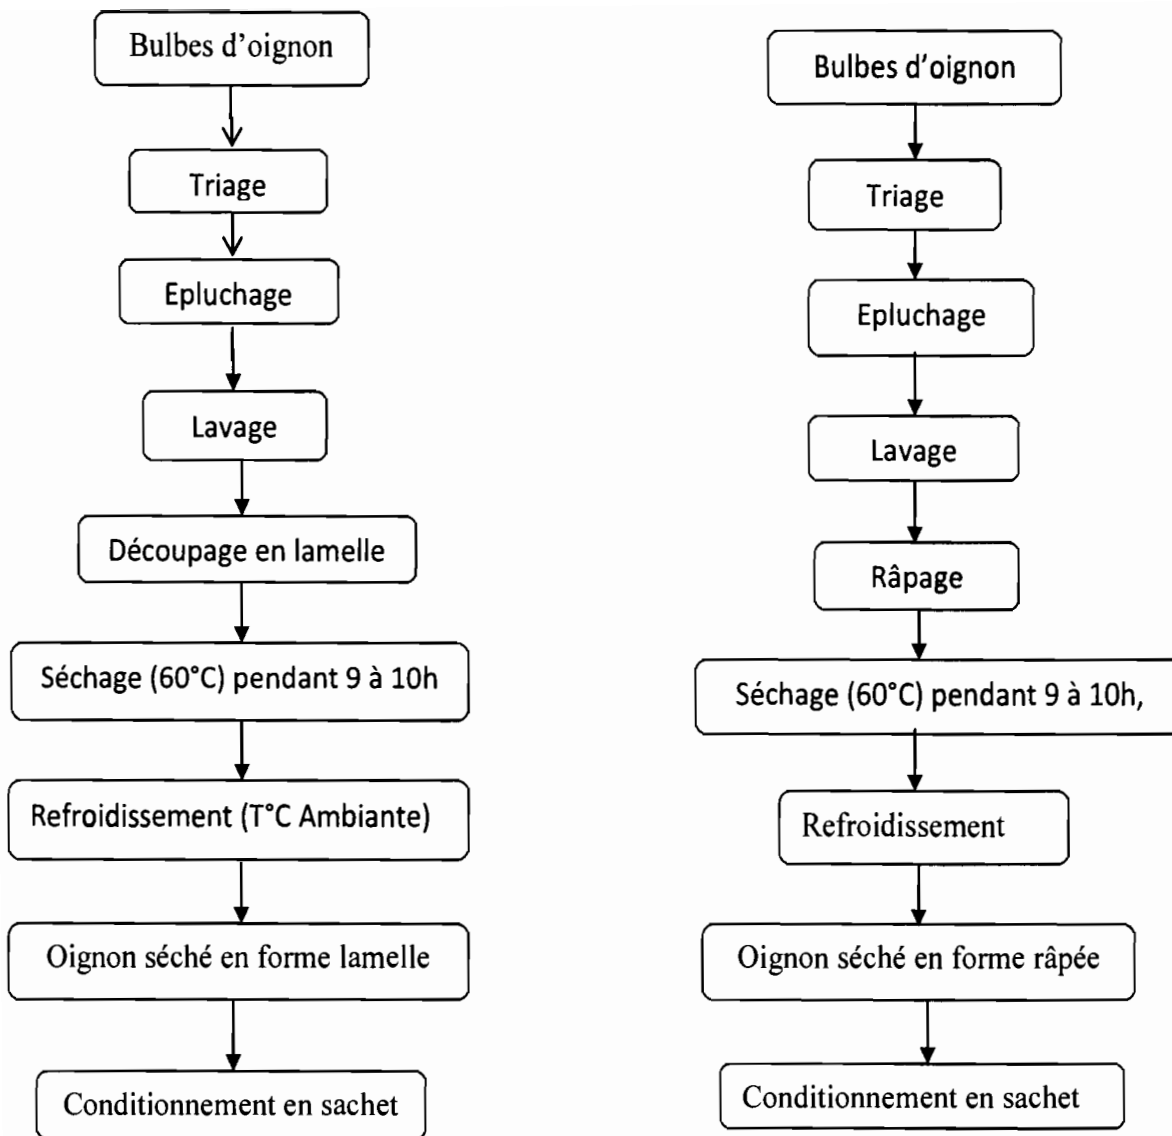 Bulbes d'oignon
Triage
Epluchage
Lavage
Découpage en lamelle
Séchage (60°C) pendant 9 à 10h
Refroidissement (T°C Ambiante)
Oignon séché en forme lamelle
Conditionnement en sachet
Bulbes d'oignon
Triage
Epluchage
Lavage
Râpage
Séchage (60°C) pendant 9 à 10h,
Refroidissement
Oignon séché en forme râpée
Conditionnement en sachet